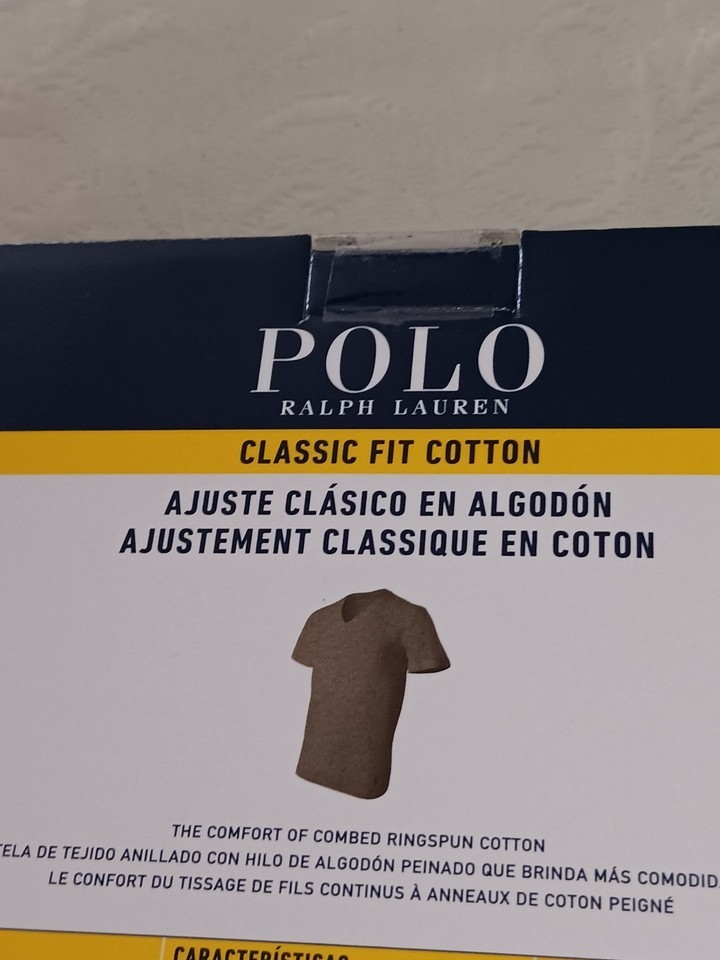 POLO
RALPH LAUREN
CLASSIC FIT COTTON
AJUSTE CLÁSICO EN ALGODÓN
AJUSTEMENT CLASSIQUE EN COTON
THE COMFORT OF COMBED RINGSPUN COTTON
TELA DE TEJIDO ANILLADO CON HILO DE ALGODÓN PEINADO QUE BRINDA MÁS
LE CONFORT DU TISSAGE DE FILS CONTINUS À ANNEAUX DE COTON PEIGNÉ
CARACTERÍSTICAS